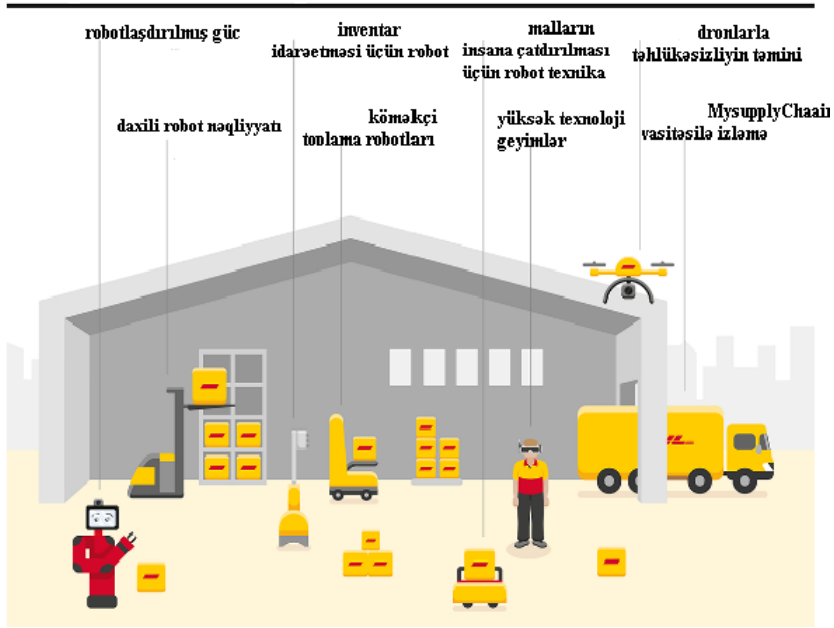 robotlaşdırılmış güc
inventar
idarəetməsi üçün robot
malların
insana çatdırılması
üçün robot texnika
dronlarla
təhlükəsizliyin təmini
daxili robot nəqliyyatı
köməkçi
toplama robotları
yüksək texnoloji
geyimlər
MysupplyChaain
vasitəsilə izləmə